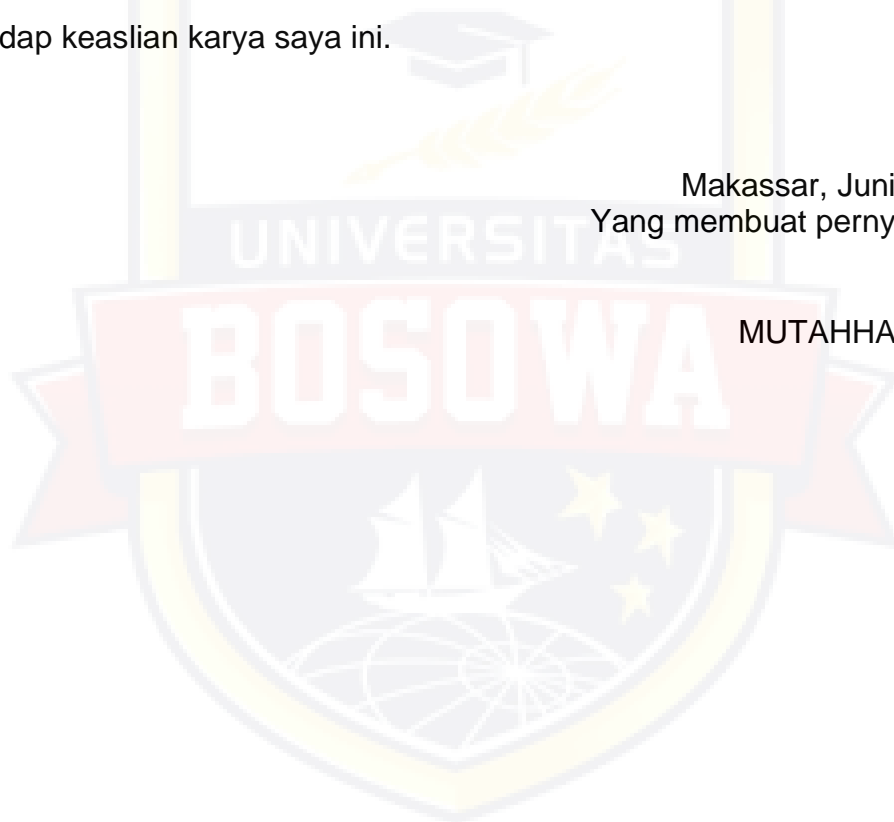 dap keaslian karya saya ini.
Makassar, Juni
Yang membuat perny
MUTAHHA
UNIVERSITAS
BOSOWA